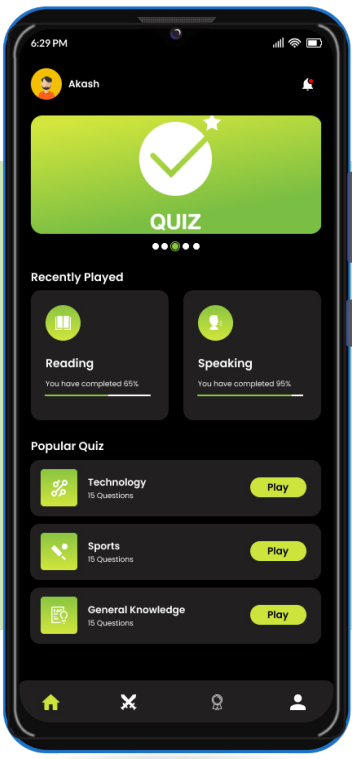 6:29 PM
Akash
QUIZ
Recently Played
Reading
You have completed 65%
Speaking
You have completed 95%
Popular Quiz
Technology
15 Questions
Play
Sports
15 Questions
Play
General Knowledge
15 Questions
Play